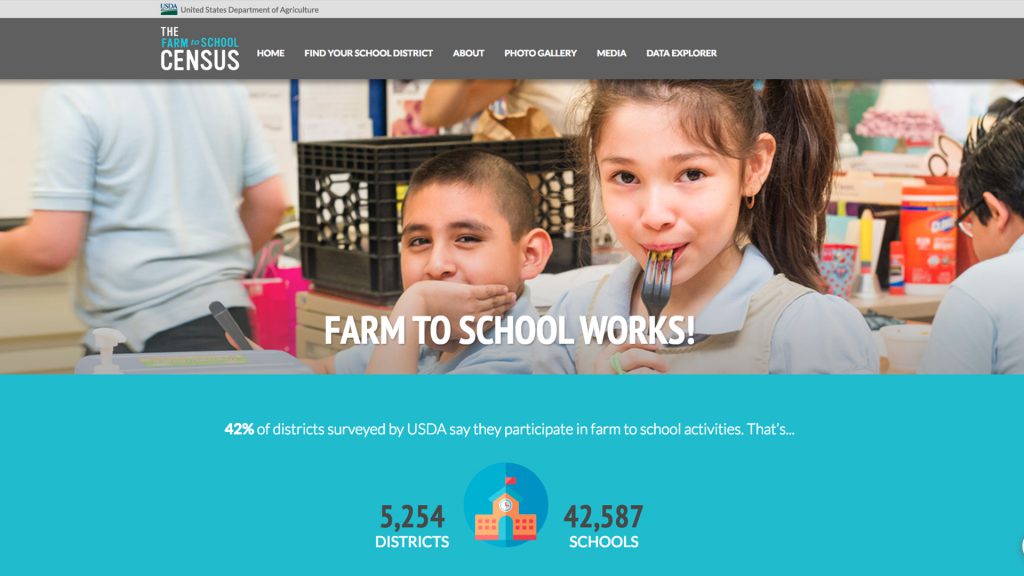 USDA United States Department of Agriculture
THE
FARM to SCHOOL
CENSUS
HOME FIND YOUR SCHOOL DISTRICT ABOUT PHOTO GALLERY MEDIA DATA EXPLORER
FARM TO SCHOOL WORKS!
42% of districts surveyed by USDA say they participate in farm to school activities. That's...
5,254 42,587
DISTRICTS SCHOOLS